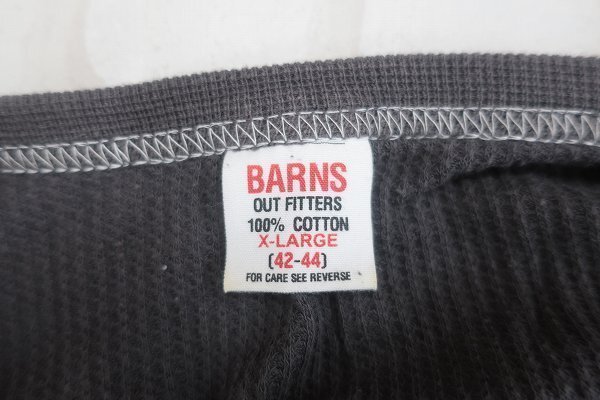 BARNS
OUT FITTERS
100% COTTON
X-LARGE
(42-44)
FOR CARE SEE REVERSE